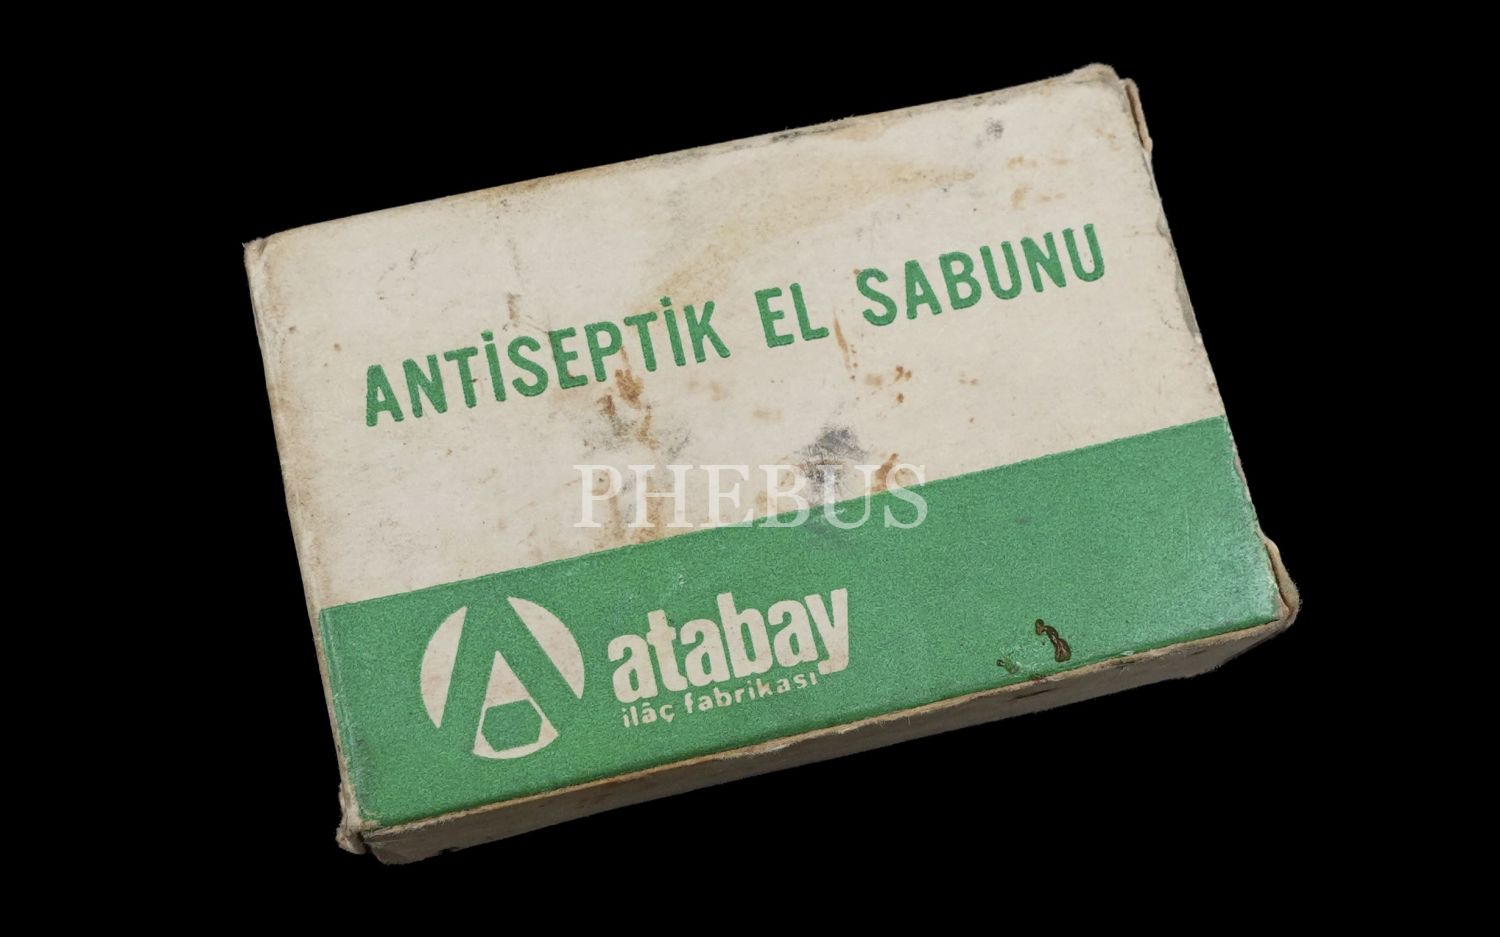 ANTİSEPTİK EL SABUNU
PHEBUS
atabay
ilâç fabrikası